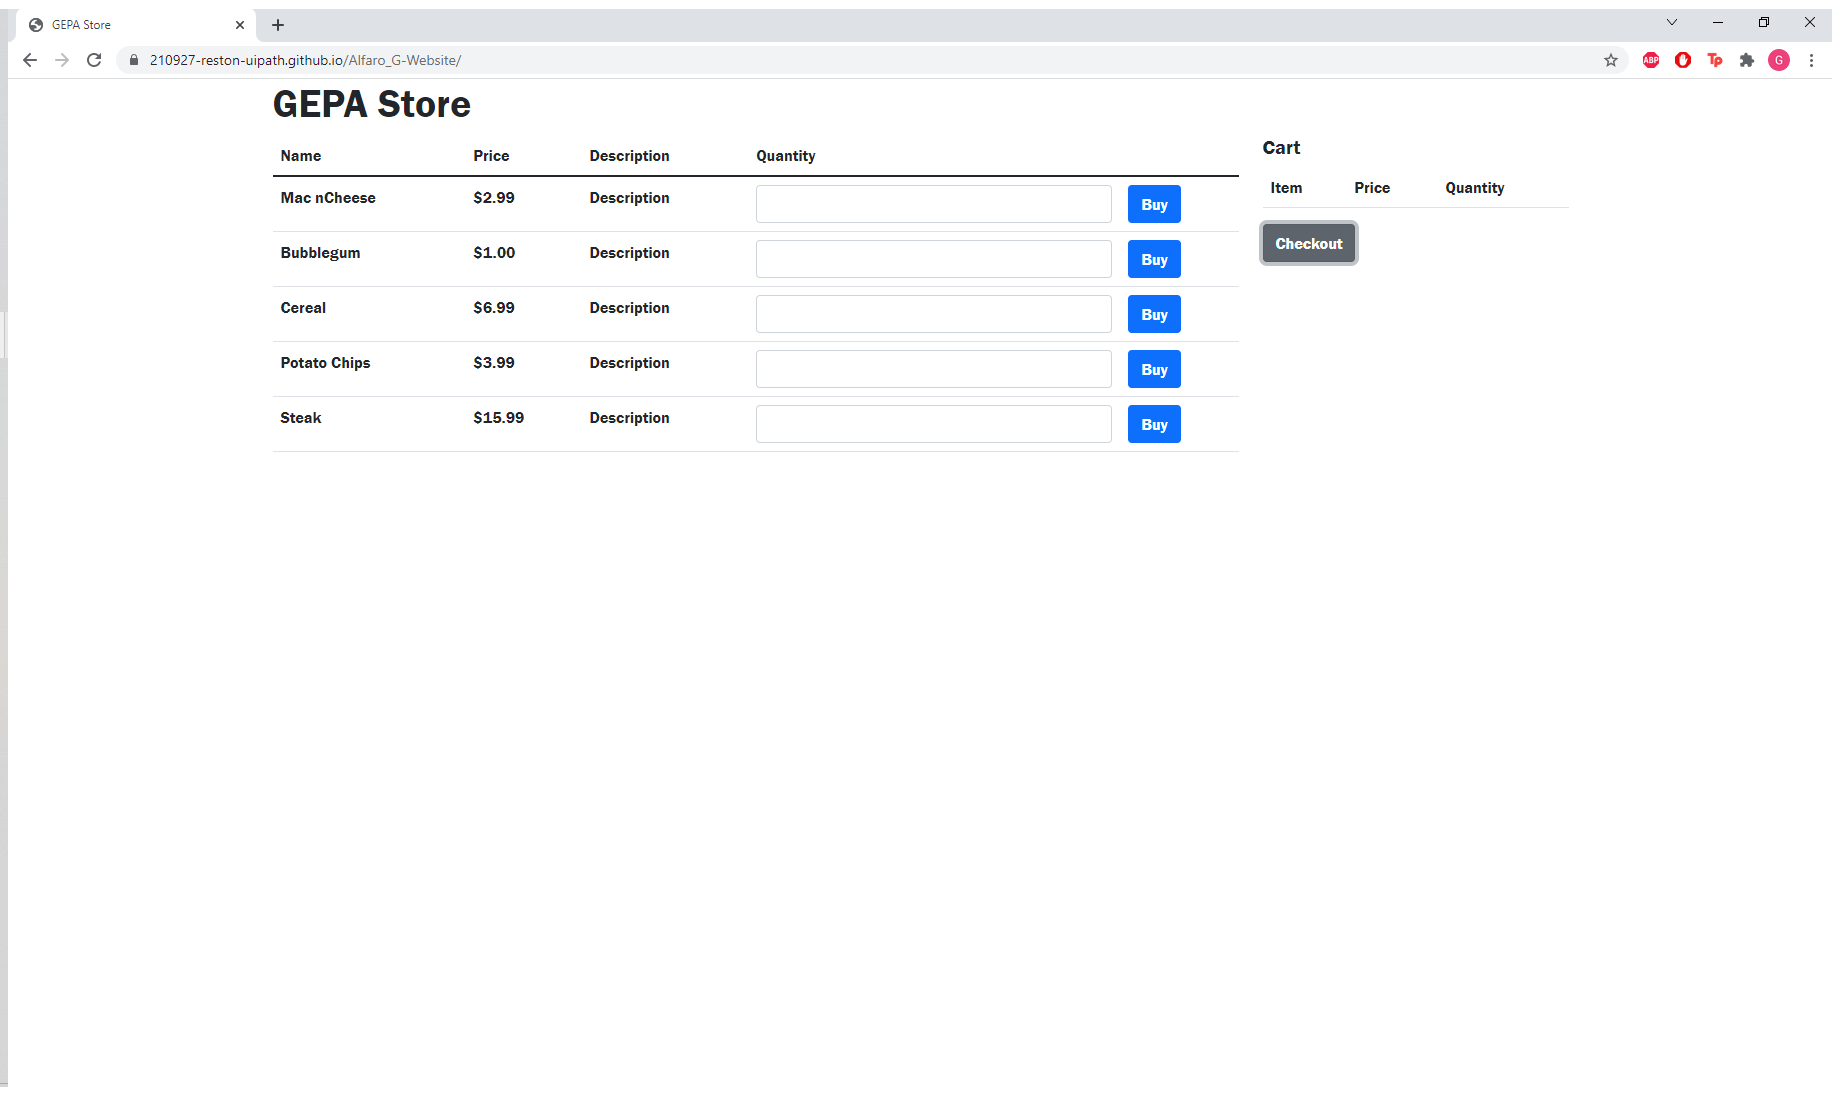 GEPA Store
210927-reston-uipath.github.io/Alfaro_G-Website/
ABP
Tp
G
GEPA Store
Name Price Description Quantity
Mac nCheese $2.99 Description Buy
Bubblegum $1.00 Description Buy
Cereal $6.99 Description Buy
Potato Chips $3.99 Description Buy
Steak $15.99 Description Buy
Cart
Item Price Quantity
Checkout